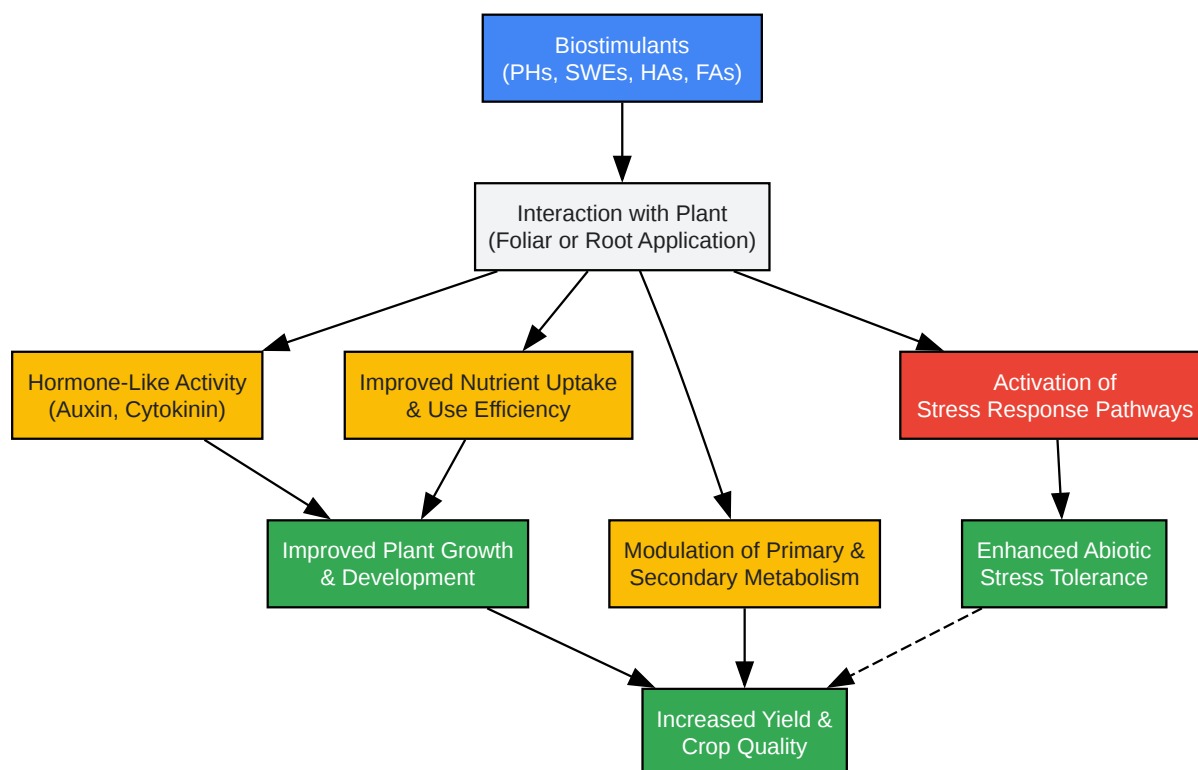 Biostimulants
(PHs, SWEs, HAs, FAs)
Interaction with Plant
(Foliar or Root Application)
Hormone-Like Activity
(Auxin, Cytokinin)
Improved Nutrient Uptake
& Use Efficiency
Activation of
Stress Response Pathways
Improved Plant Growth
& Development
Modulation of Primary &
Secondary Metabolism
Enhanced Abiotic
Stress Tolerance
Increased Yield &
Crop Quality